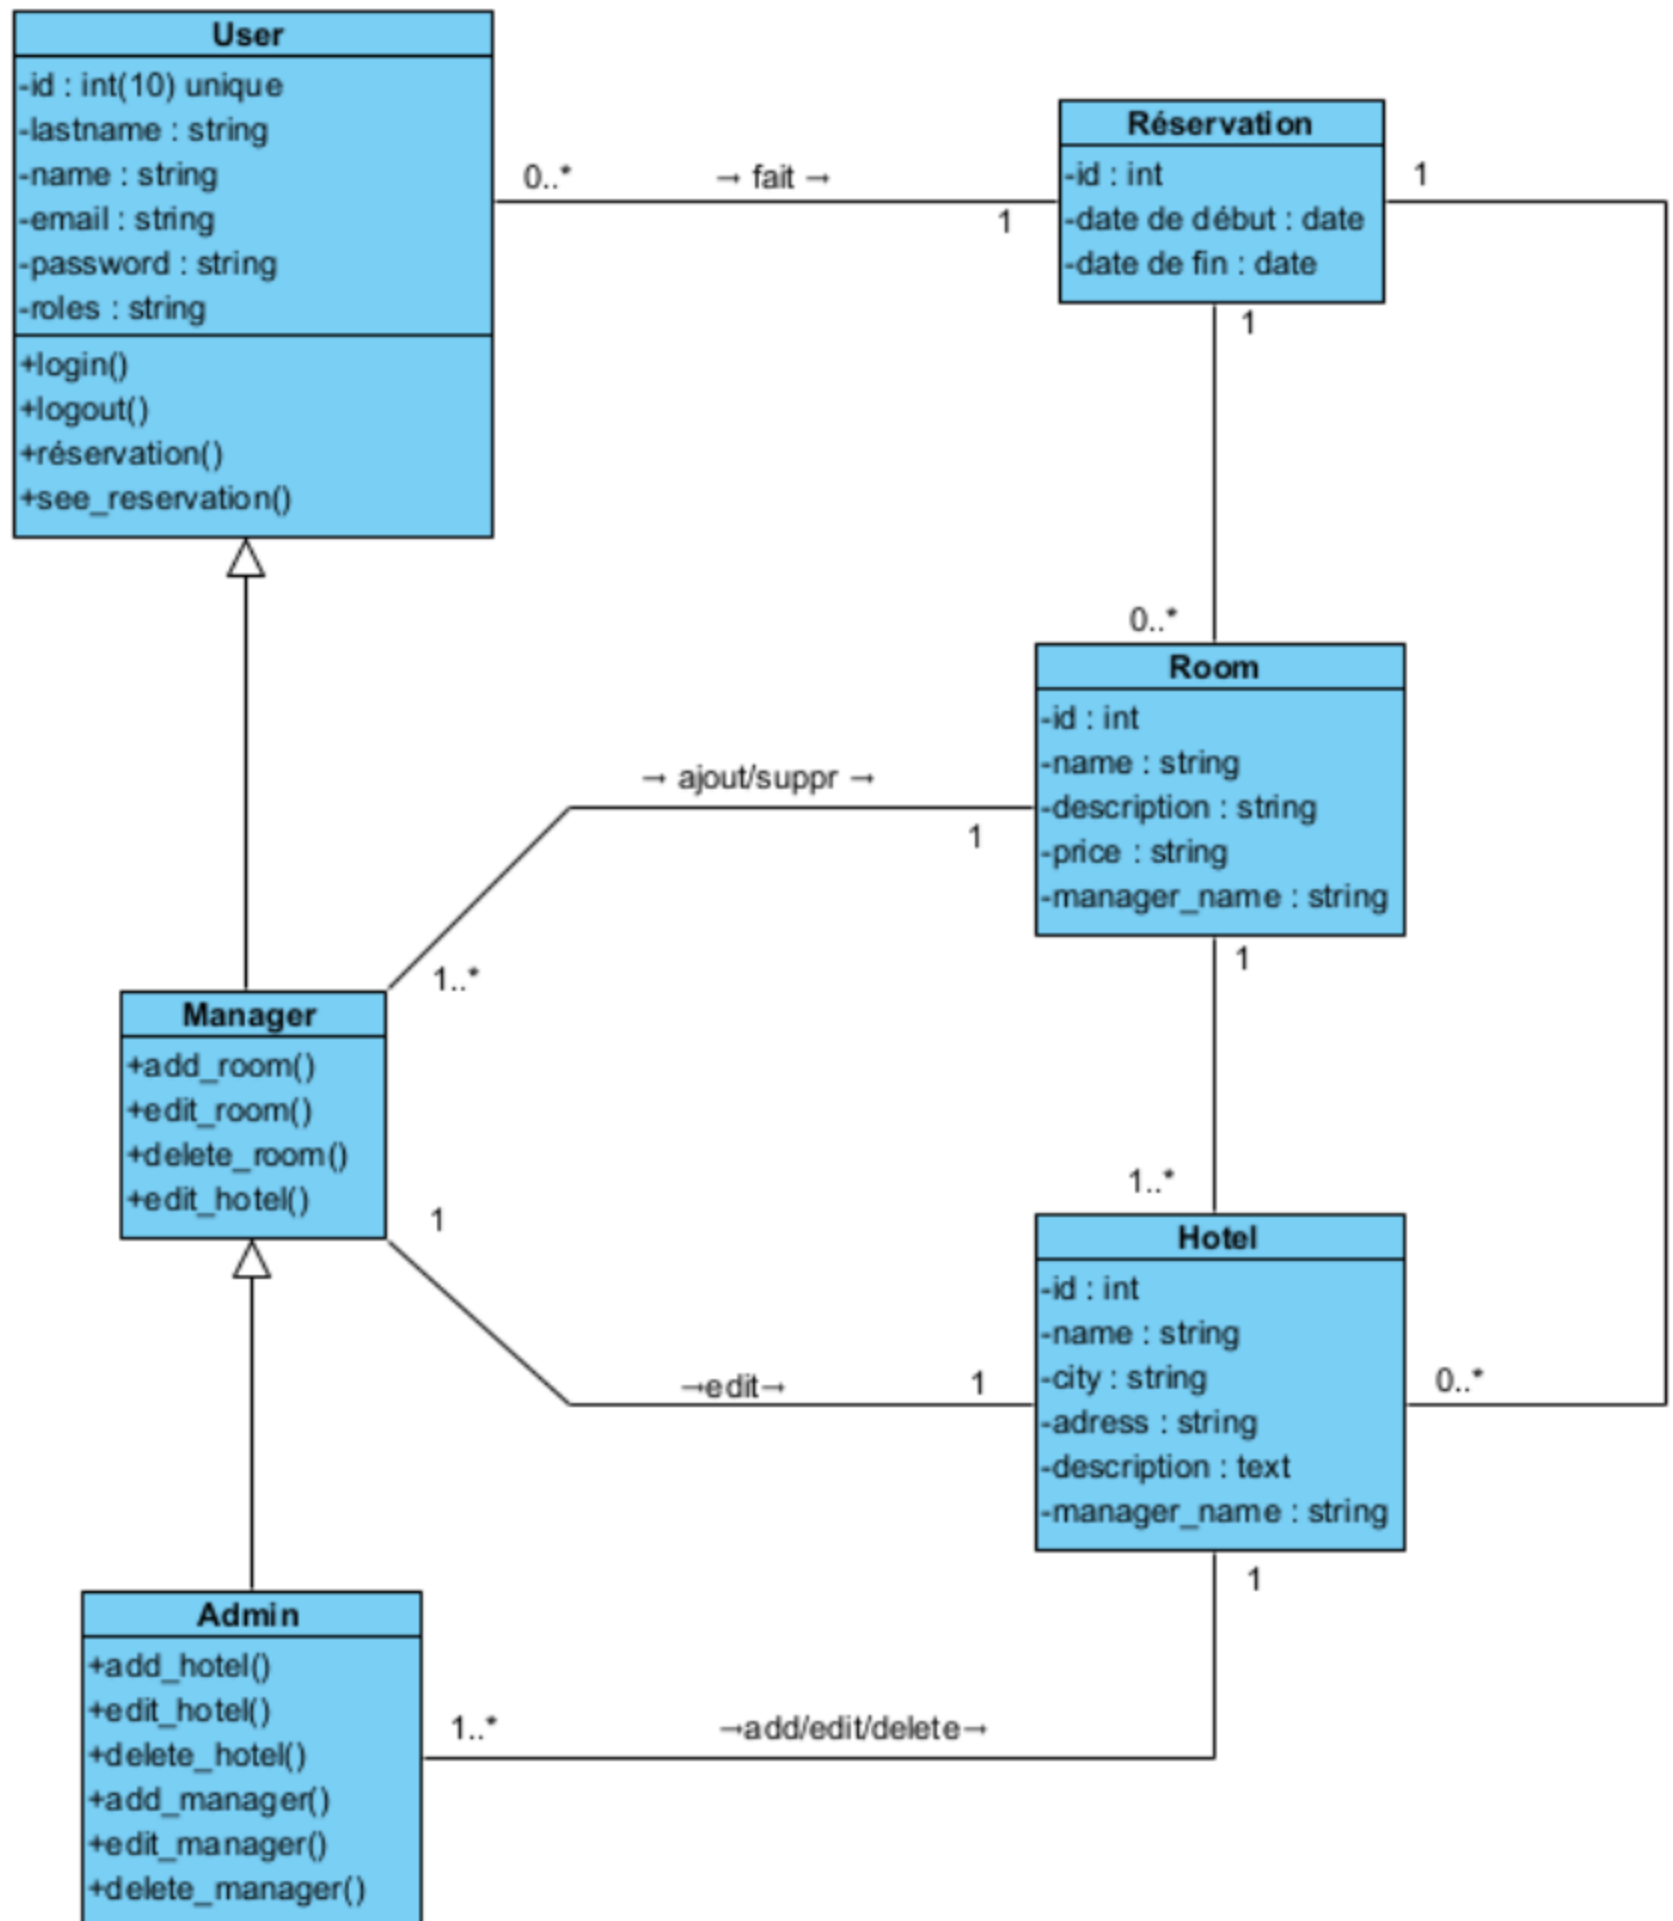 User
-id : int(10) unique
-lastname : string
-name : string
-email : string
-password : string
-roles : string
+login()
+logout()
+réservation()
+see_reservation()
0..*
→ fait →
1
Réservation
-id : int
-date de début : date
-date de fin : date
1
1
0..*
Room
-id : int
-name : string
-description : string
-price : string
-manager_name : string
→ ajout/suppr →
1
1..*
1
Manager
+add_room()
+edit_room()
+delete_room()
+edit_hotel()
1
1..*
→edit→
1
Hotel
-id : int
-name : string
-city : string
-adress : string
-description : text
-manager_name : string
0..*
1
Admin
+add_hotel()
+edit_hotel()
+delete_hotel()
+add_manager()
+edit_manager()
+delete_manager()
1..*
→add/edit/delete→